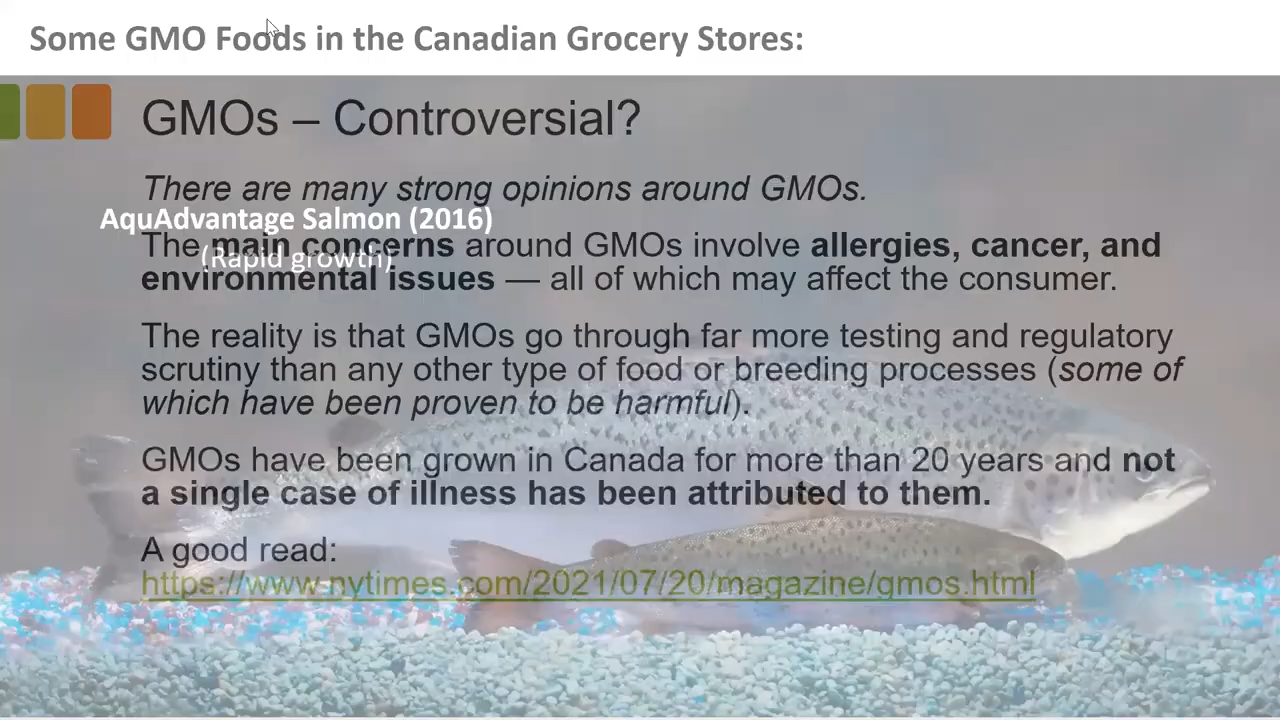 Some GMO Foods in the Canadian Grocery Stores:
GMOs – Controversial?
There are many strong opinions around GMOs.
AquAdvantage Salmon (2016)
(Rapid growth)
The main concerns around GMOs involve allergies, cancer, and
environmental issues — all of which may affect the consumer.
The reality is that GMOs go through far more testing and regulatory
scrutiny than any other type of food or breeding processes (some of
which have been proven to be harmful).
GMOs have been grown in Canada for more than 20 years and not
a single case of illness has been attributed to them.
A good read:
https://www.nytimes.com/2021/07/20/magazine/gmos.html